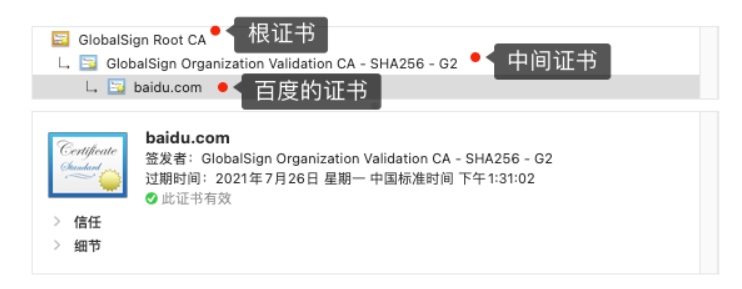 GlobalSign Root CA 根证书
GlobalSign Organization Validation CA - SHA256 - G2 中间证书
baidu.com 百度的证书
Certificate
Standard
baidu.com
签发者：GlobalSign Organization Validation CA - SHA256 - G2
过期时间：2021年7月26日 星期一 中国标准时间 下午1:31:02
此证书有效
信任
细节